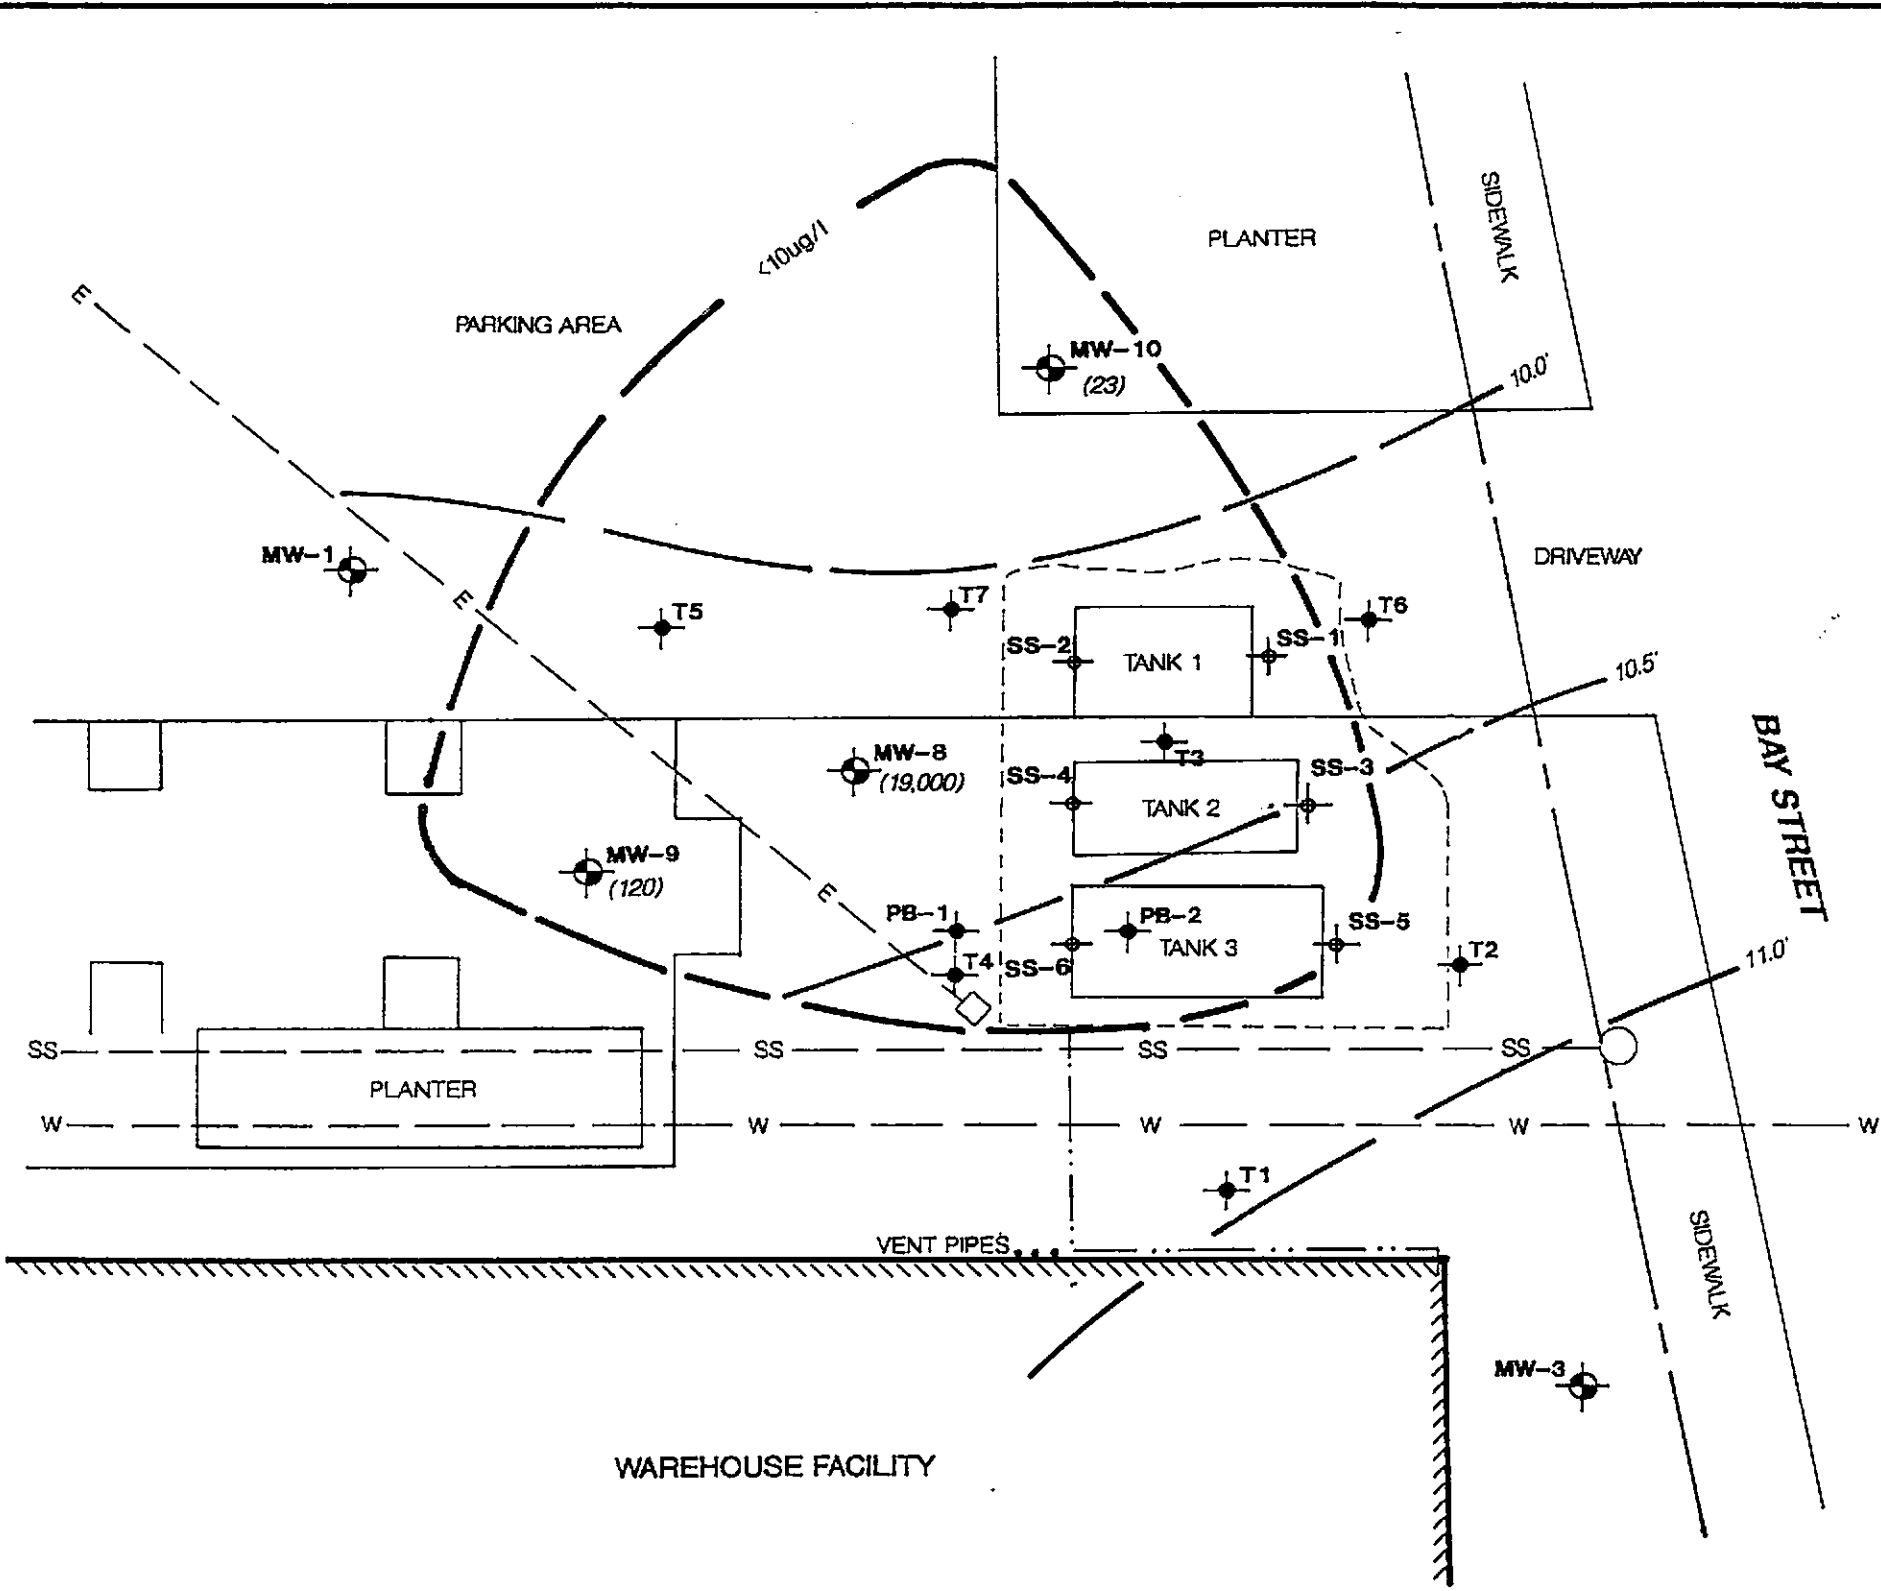 SIDEWALK
PLANTER
<10ug/l
E
PARKING AREA
MW-10
(23)
10.0'
MW-1
DRIVEWAY
E
T5
T7
T6
SS-2
TANK 1
SS-1
10.5'
BAY STREET
MW-8
(19,000)
T3
SS-4
TANK 2
SS-3
MW-9
(120)
E
PB-1
PB-2
SS-5
T4
SS-6
TANK 3
T2
11.0'
SS
SS
SS
SS
PLANTER
W
W
W
W
W
T1
VENT PIPES
SIDEWALK
MW-3
WAREHOUSE FACILITY